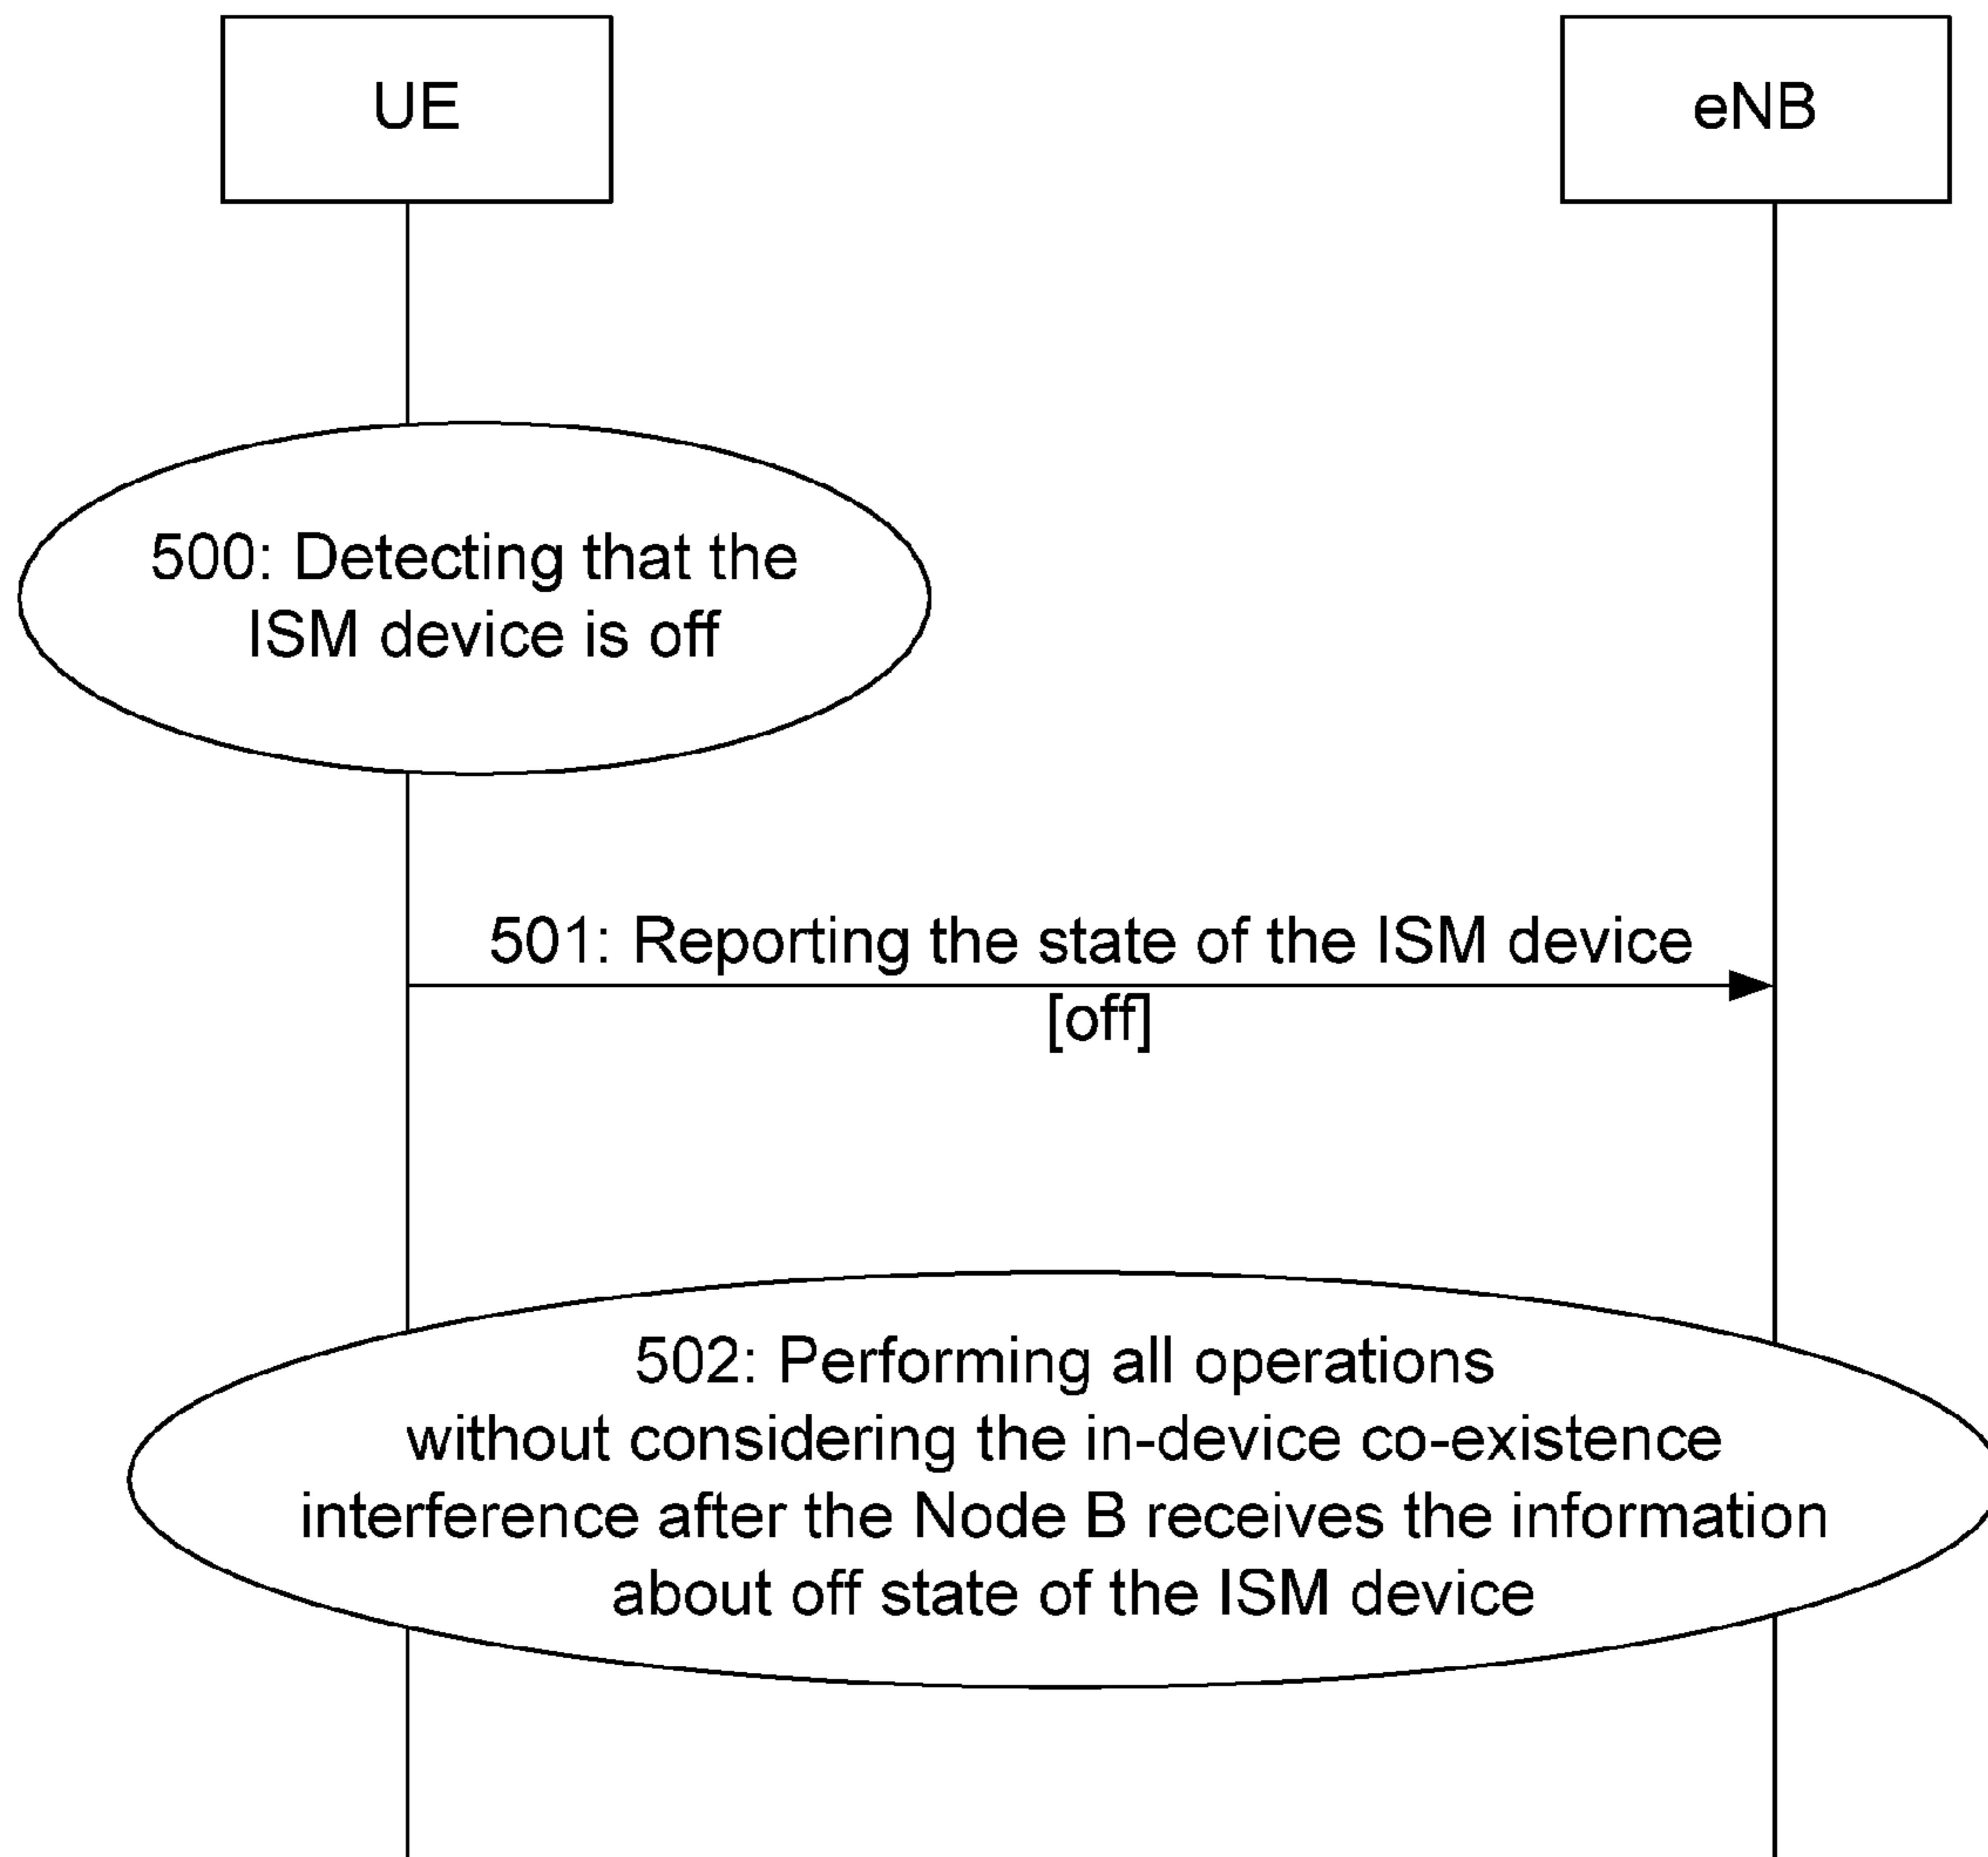 UE
eNB
500: Detecting that the
ISM device is off
501: Reporting the state of the ISM device
[off]
502: Performing all operations
without considering the in-device co-existence
interference after the Node B receives the information
about off state of the ISM device